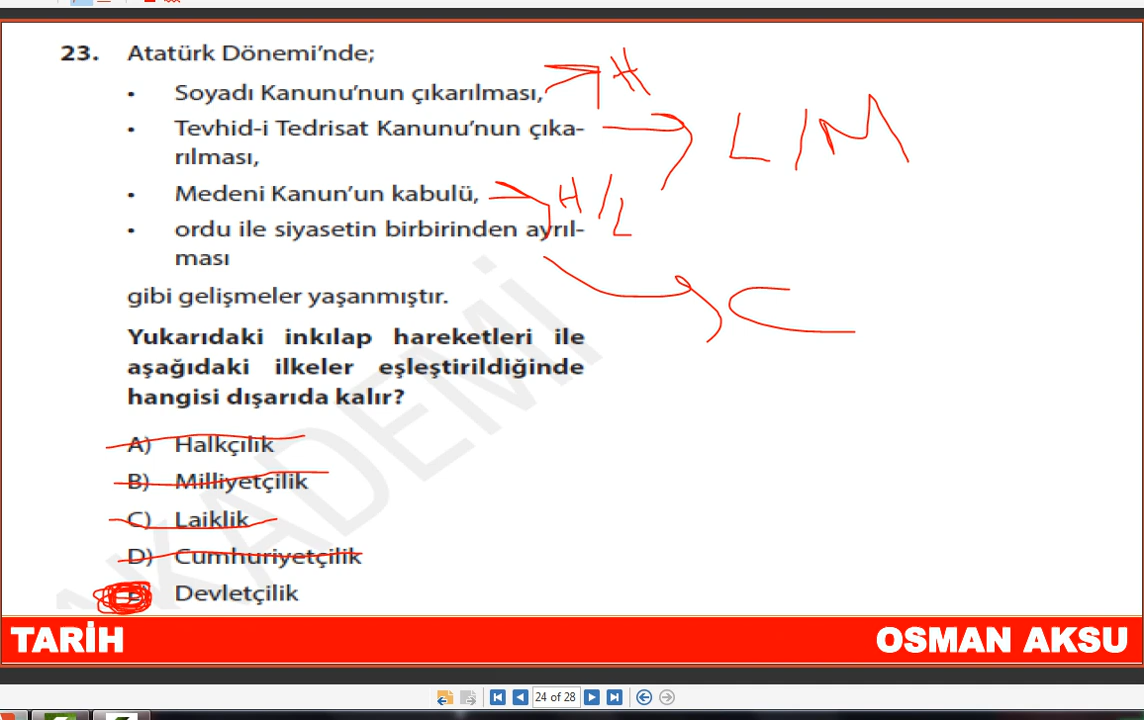 23. Atatürk Dönemi'nde;
• Soyadı Kanunu'nun çıkarılması, H
• Tevhid-i Tedrisat Kanunu'nun çıka- L/M
rılması,
• Medeni Kanun'un kabulü, H/L
• ordu ile siyasetin birbirinden ayrıl-
ması
C
gibi gelişmeler yaşanmıştır.
Yukarıdaki inkılap hareketleri ile
aşağıdaki ilkeler eşleştirildiğinde
hangisi dışarıda kalır?
A) Halkçılık
B) Milliyetçilik
C) Laiklik
D) Cumhuriyetçilik
E) Devletçilik
TARİH OSMAN AKSU
24 of 28